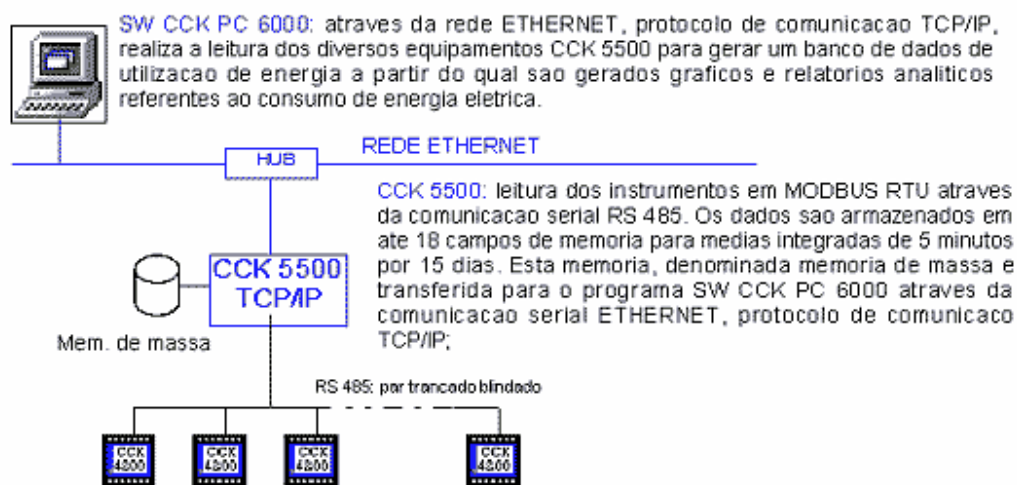 SW CCK PC 6000: atraves da rede ETHERNET, protocolo de comunicacao TCP/IP,
realiza a leitura dos diversos equipamentos CCK 5500 para gerar um banco de dados de
utilizacao de energia a partir do qual sao gerados graficos e relatorios analiticos
referentes ao consumo de energia eletrica.
HUB
REDE ETHERNET
CCK 5500: leitura dos instrumentos em MODBUS RTU atraves
da comunicacao serial RS 485. Os dados sao armazenados em
ate 18 campos de memoria para medias integradas de 5 minutos
por 15 dias. Esta memoria, denominada memoria de massa e
transferida para o programa SW CCK PC 6000 atraves da
comunicacao serial ETHERNET, protocolo de comunicaco
TCP/IP;
CCK 5500
TCP/IP
Mem. de massa
RS 485: par trancado blindado
CCK
4800
CCK
4800
CCK
4800
CCK
4800